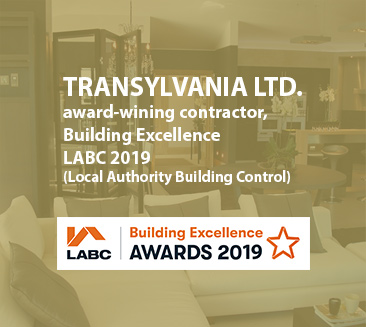 TRANSYLVANIA LTD.
award-wining contractor,
Building Excellence
LABC 2019
(Local Authority Building Control)
LABC
Building Excellence
AWARDS 2019